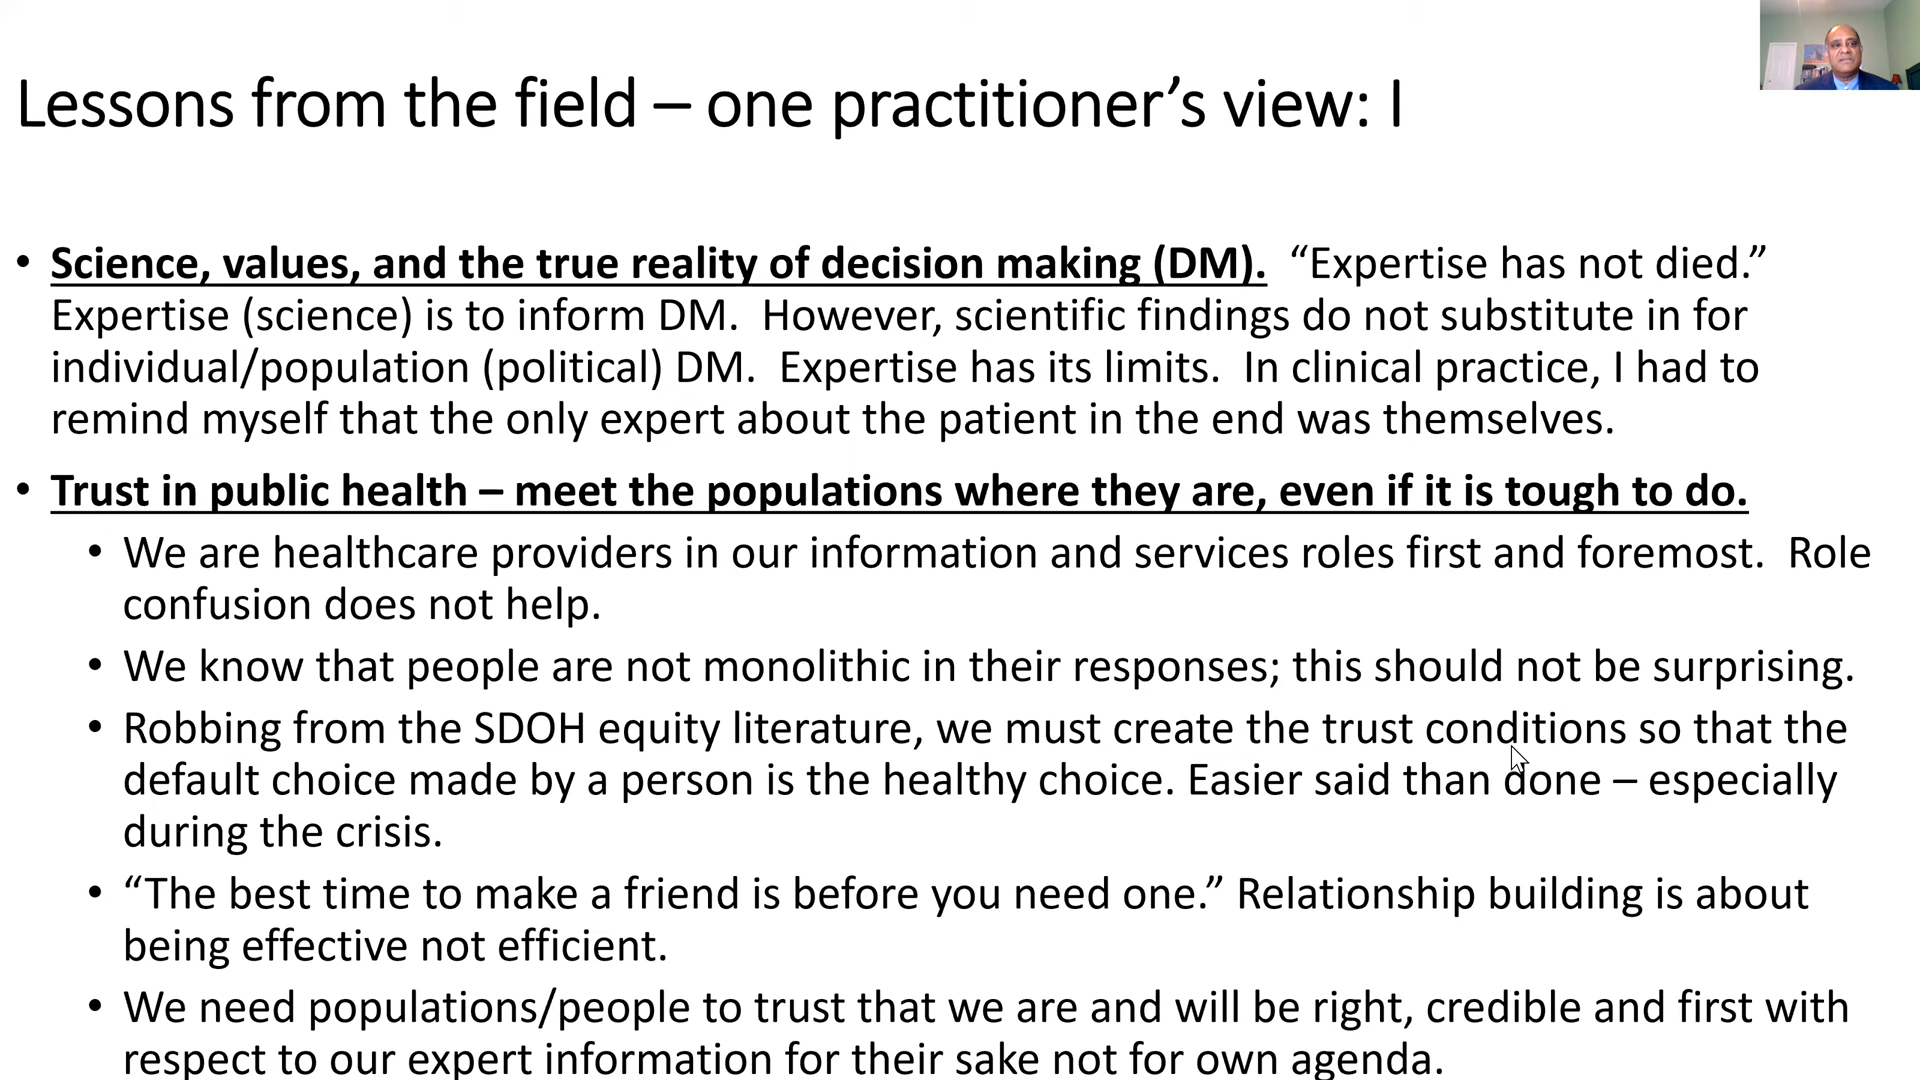 Lessons from the field – one practitioner’s view: I
• Science, values, and the true reality of decision making (DM). “Expertise has not died.”
Expertise (science) is to inform DM. However, scientific findings do not substitute in for
individual/population (political) DM. Expertise has its limits. In clinical practice, I had to
remind myself that the only expert about the patient in the end was themselves.
• Trust in public health – meet the populations where they are, even if it is tough to do.
• We are healthcare providers in our information and services roles first and foremost. Role
confusion does not help.
• We know that people are not monolithic in their responses; this should not be surprising.
• Robbing from the SDOH equity literature, we must create the trust conditions so that the
default choice made by a person is the healthy choice. Easier said than done – especially
during the crisis.
• “The best time to make a friend is before you need one.” Relationship building is about
being effective not efficient.
• We need populations/people to trust that we are and will be right, credible and first with
respect to our expert information for their sake not for own agenda.